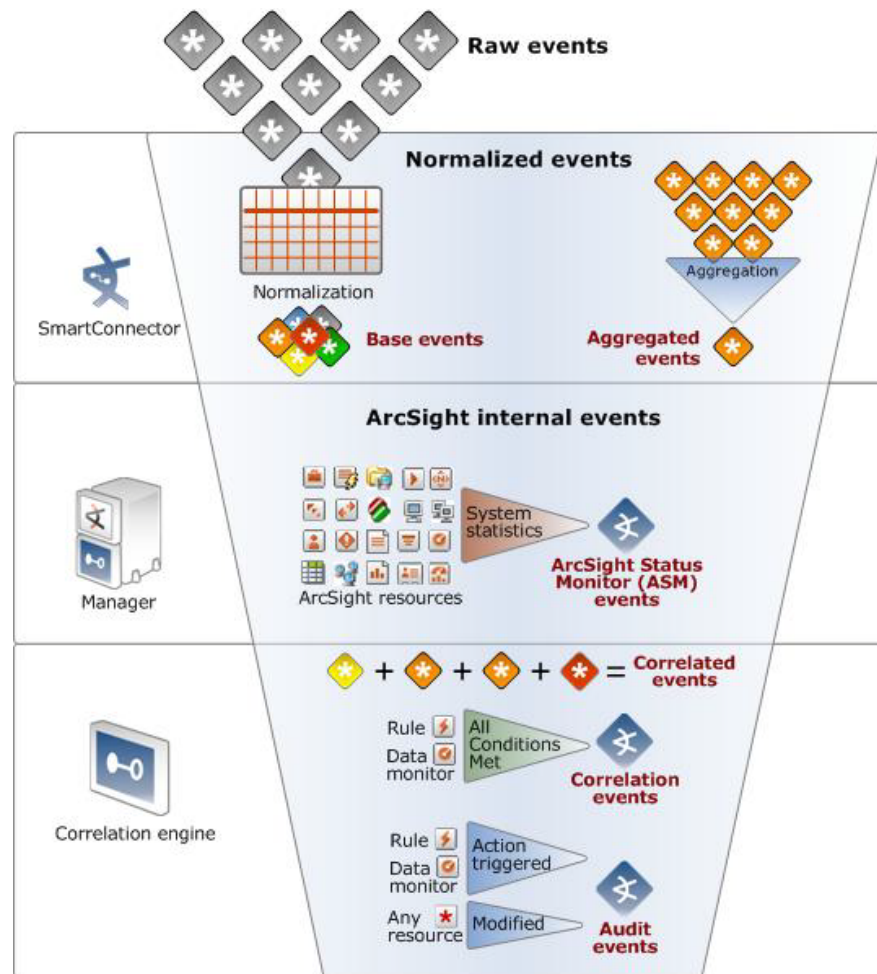 Raw events
Normalized events
Aggregation
Normalization
SmartConnector
Base events
Aggregated
events
ArcSight internal events
System
statistics
ArcSight Status
Monitor (ASM)
events
Manager
ArcSight resources
+ + + =
Correlated
events
Rule
Data
monitor
All
Conditions
Met
Correlation
events
Correlation engine
Rule
Data
monitor
Action
triggered
Any
resource
Modified
Audit
events